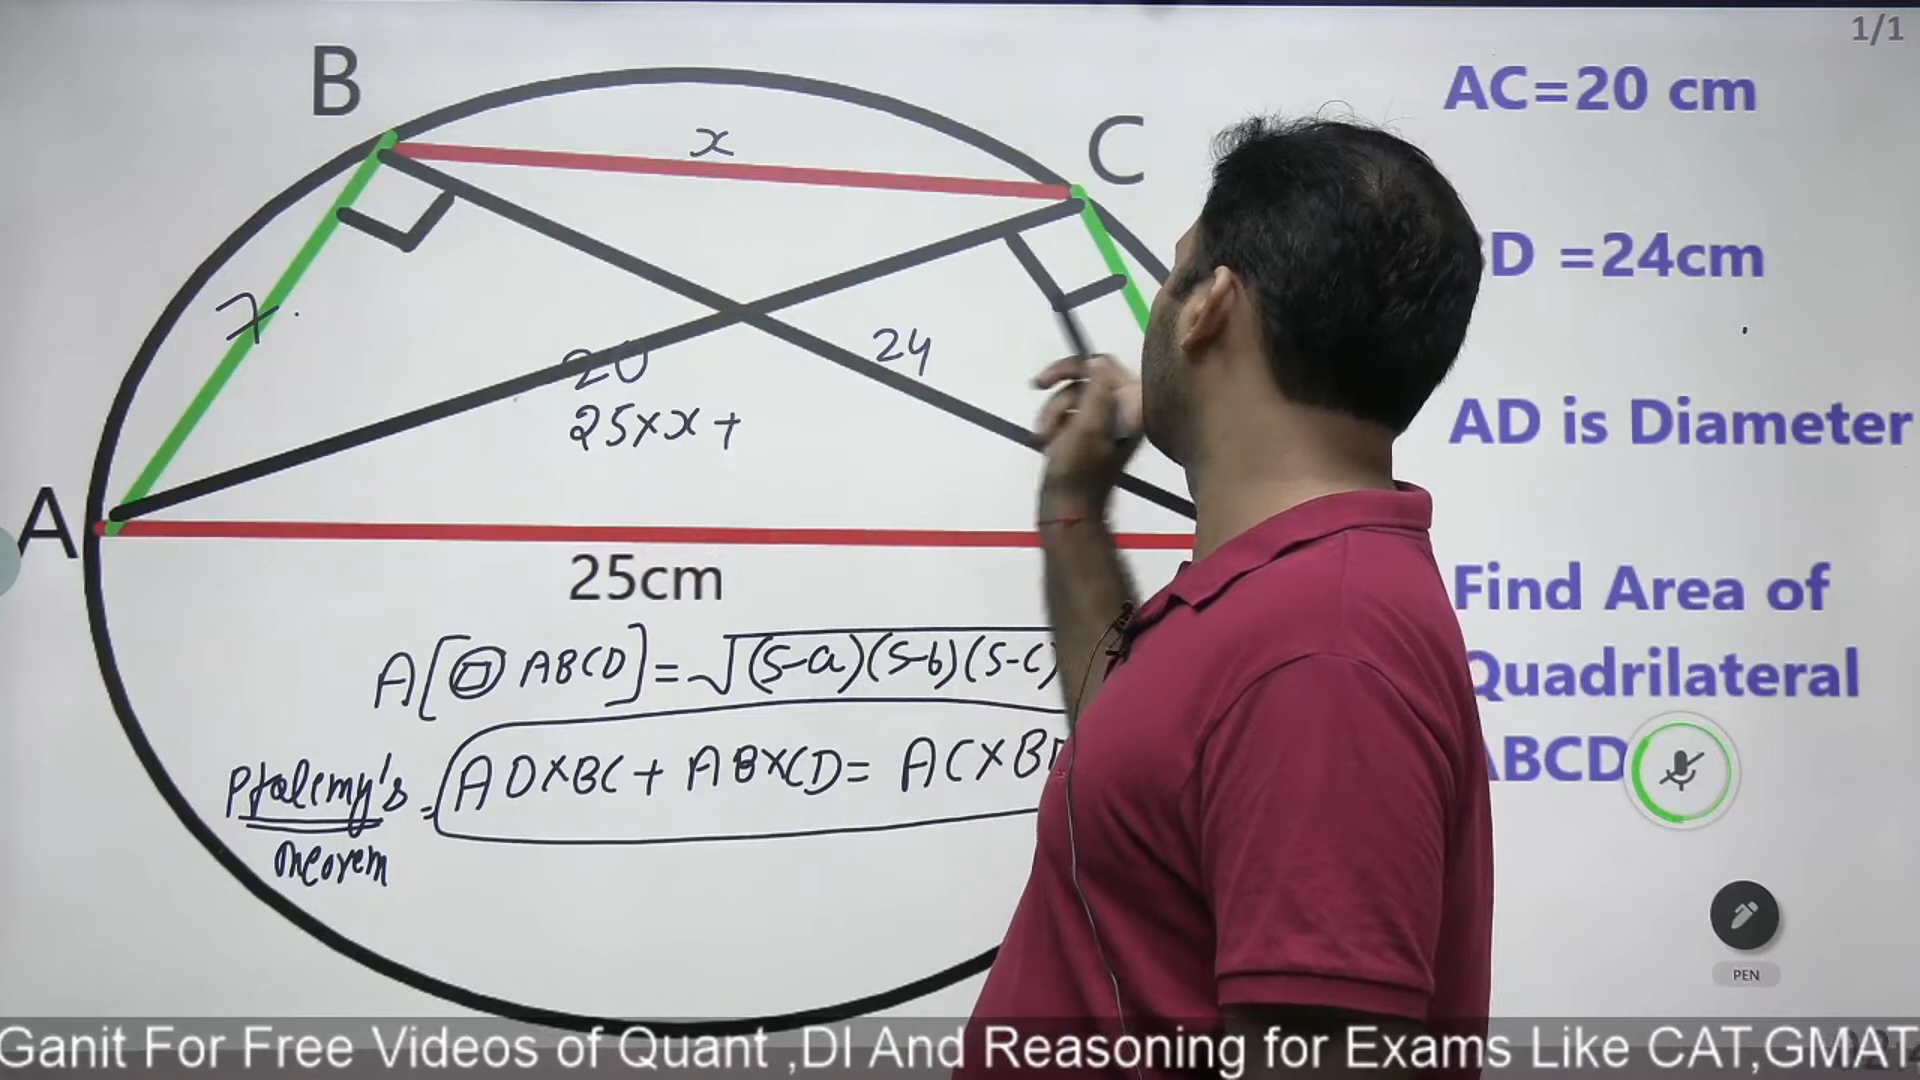 1/1
B
C
x
AC=20 cm
D =24cm
7
24
20
25×x+
AD is Diameter
A
25cm
Find Area of
Quadrilateral
ABCD
A[ ABCD]=√(S-a)(S-b)(S-c)
Ptolemy's = AD×BC+ AB×CD= AC×BD
Theorem
PEN
Ganit For Free Videos of Quant ,DI And Reasoning for Exams Like CAT,GMAT